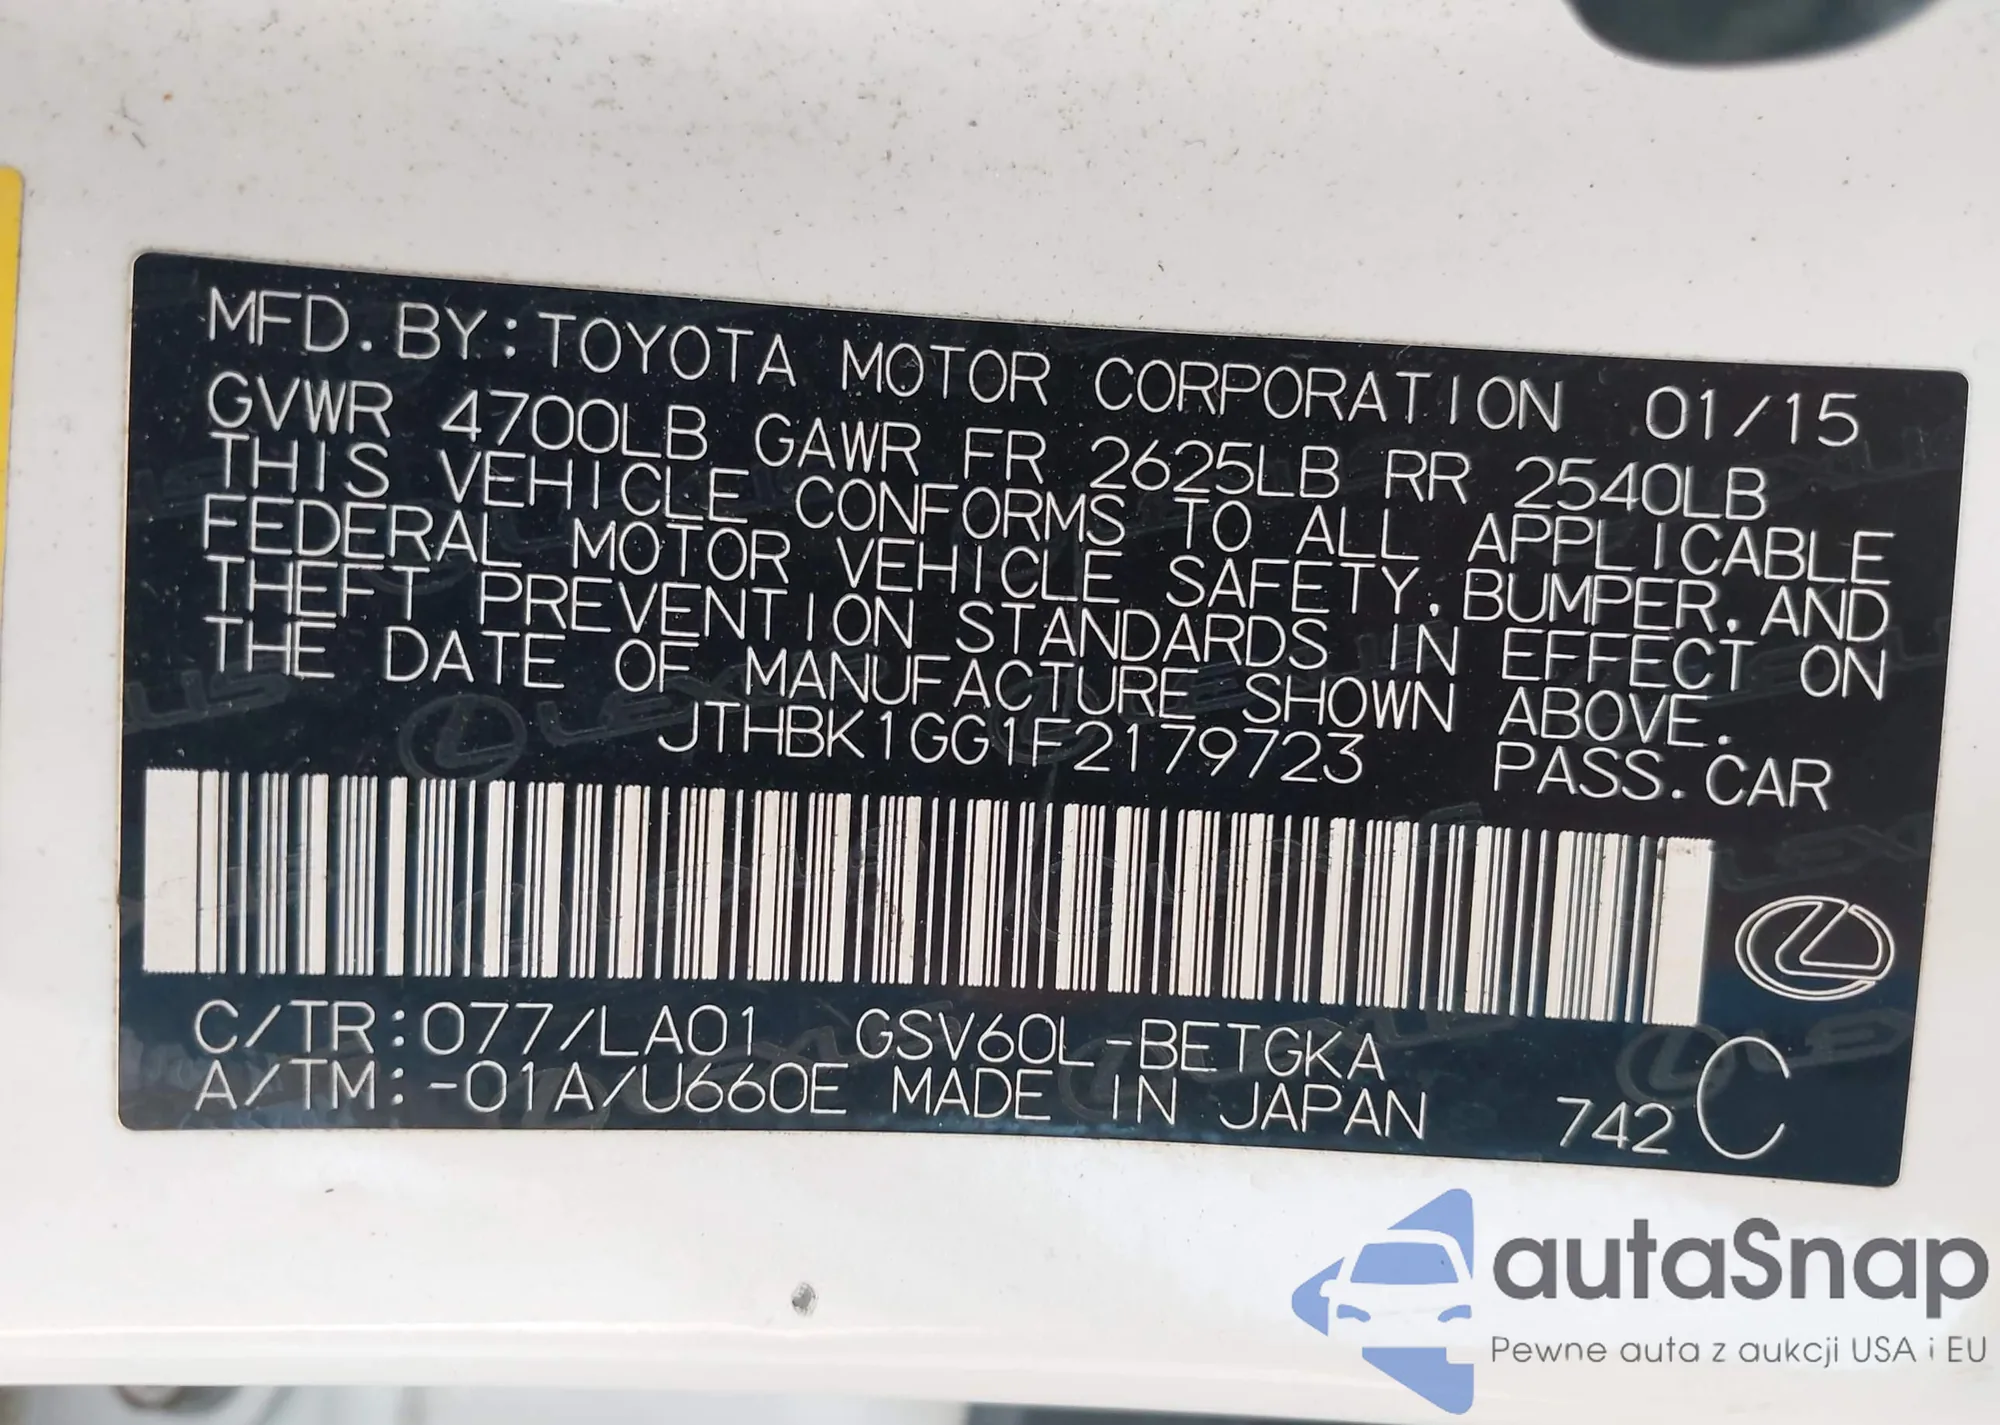 MFD. BY: TOYOTA MOTOR CORPORATION 01/15
GVWR 4700LB GAWR FR 2625LB RR 2540LB
THIS VEHICLE CONFORMS TO ALL APPLICABLE
FEDERAL MOTOR VEHICLE SAFETY, BUMPER, AND
THEFT PREVENTION STANDARDS IN EFFECT ON
THE DATE OF MANUFACTURE SHOWN ABOVE.
JTHBK1GG1F2179723 PASS. CAR
C/TR: 077/LA01 GSV60L-BETGKA
A/TM: -01A/U660E MADE IN JAPAN 742 C
autaSnap
Pewne auta z aukcji USA i EU